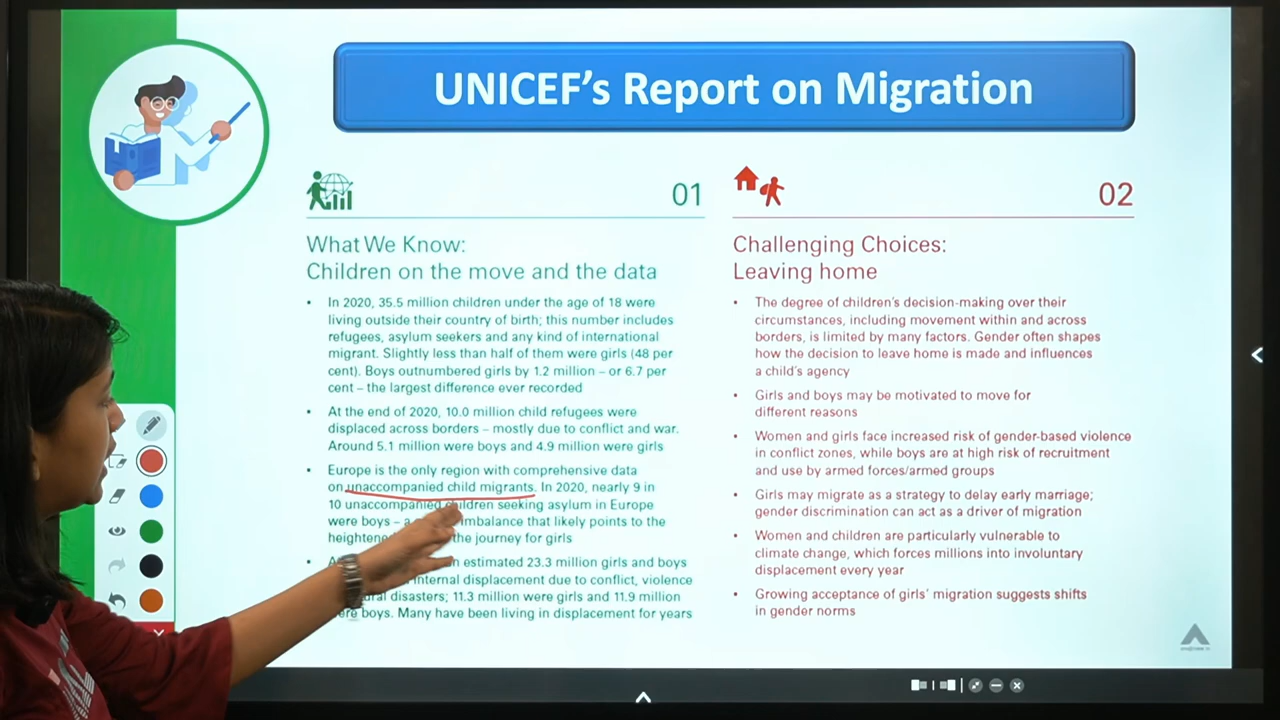 UNICEF's Report on Migration
01
What We Know:
Children on the move and the data
• In 2020, 35.5 million children under the age of 18 were
living outside their country of birth; this number includes
refugees, asylum seekers and any kind of international
migrant. Slightly less than half of them were girls (48 per
cent). Boys outnumbered girls by 1.2 million – or 6.7 per
cent – the largest difference ever recorded
• At the end of 2020, 10.0 million child refugees were
displaced across borders – mostly due to conflict and war.
Around 5.1 million were boys and 4.9 million were girls
• Europe is the only region with comprehensive data
on unaccompanied child migrants. In 2020, nearly 9 in
10 unaccompanied children seeking asylum in Europe
were boys – a imbalance that likely points to the
the journey for girls
• estimated 23.3 million girls and boys
internal displacement due to conflict, violence
disasters; 11.3 million were girls and 11.9 million
boys. Many have been living in displacement for years
02
Challenging Choices:
Leaving home
• The degree of children's decision-making over their
circumstances, including movement within and across
borders, is limited by many factors. Gender often shapes
how the decision to leave home is made and influences
a child's agency
• Girls and boys may be motivated to move for
different reasons
• Women and girls face increased risk of gender-based violence
in conflict zones, while boys are at high risk of recruitment
and use by armed forces/armed groups
• Girls may migrate as a strategy to delay early marriage;
gender discrimination can act as a driver of migration
• Women and children are particularly vulnerable to
climate change, which forces millions into involuntary
displacement every year
• Growing acceptance of girls' migration suggests shifts
in gender norms